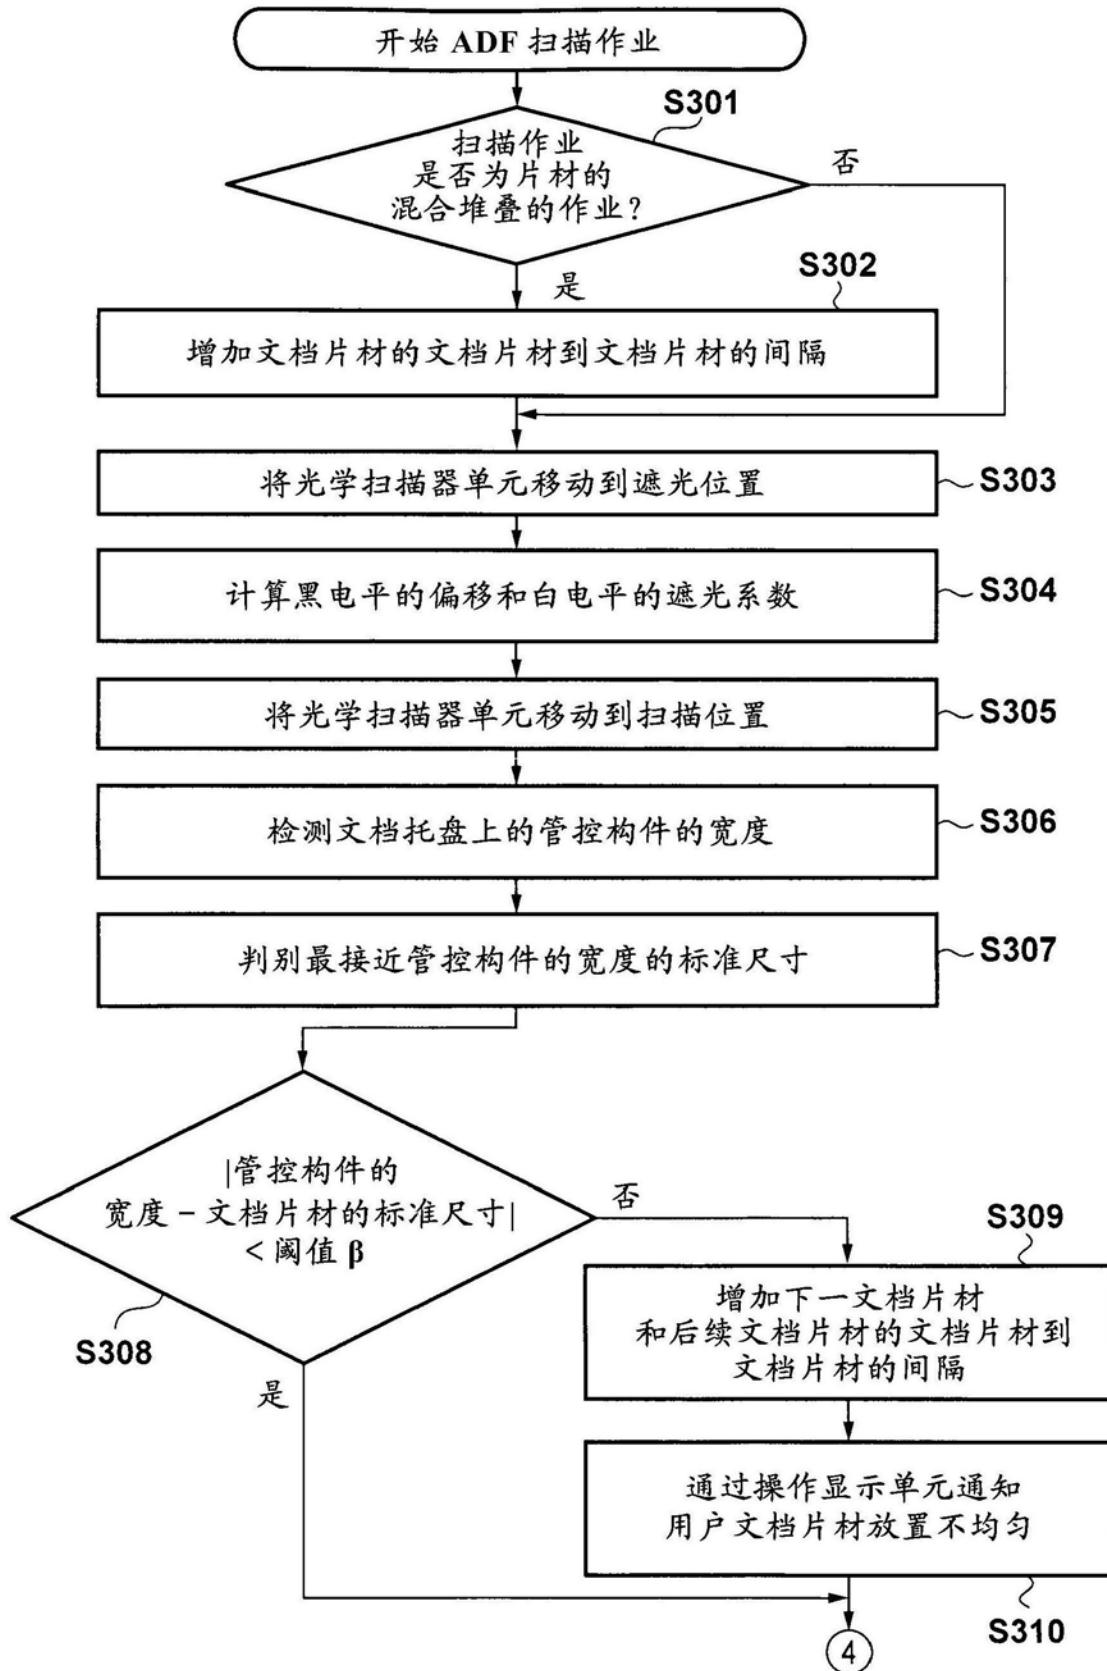 开始 ADF 扫描作业
S301
扫描作业
是否为片材的
混合堆叠的作业？
否
是
S302
增加文档片材的文档片材到文档片材的间隔
将光学扫描器单元移动到遮光位置
S303
计算黑电平的偏移和白电平的遮光系数
S304
将光学扫描器单元移动到扫描位置
S305
检测文档托盘上的管控构件的宽度
S306
判别最接近管控构件的宽度的标准尺寸
S307
|管控构件的
宽度－文档片材的标准尺寸|
< 阈值 β
否
S308
是
S309
增加下一文档片材
和后续文档片材的文档片材到
文档片材的间隔
通过操作显示单元通知
用户文档片材放置不均匀
S310
4